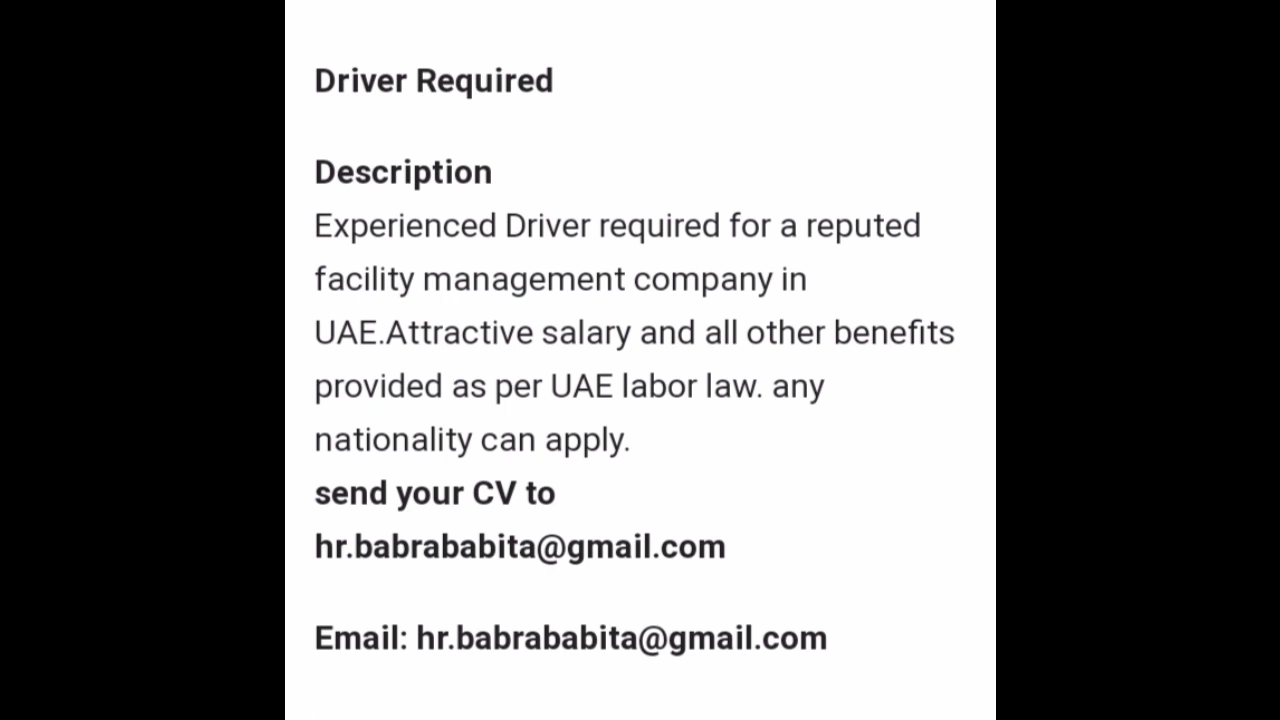 Driver Required
Description
Experienced Driver required for a reputed
facility management company in
UAE.Attractive salary and all other benefits
provided as per UAE labor law. any
nationality can apply.
send your CV to
hr.babrababita@gmail.com
Email: hr.babrababita@gmail.com